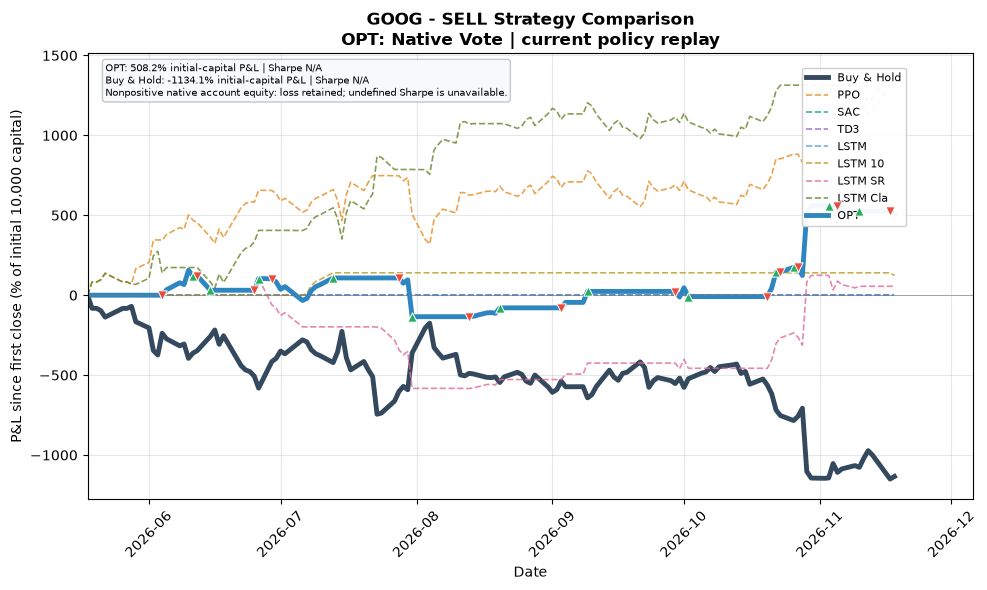 GOOG - SELL Strategy Comparison
OPT: Native Vote | current policy replay
OPT: 508.2% initial-capital P&L | Sharpe N/A
Buy & Hold: -1134.1% initial-capital P&L | Sharpe N/A
Nonpositive native account equity: loss retained; undefined Sharpe is unavailable.
Buy & Hold
PPO
SAC
TD3
LSTM
LSTM 10
LSTM SR
LSTM Cla
OPT
P&L since first close (% of initial 10,000 capital)
1500
1000
500
0
−500
−1000
2026-06
2026-07
2026-08
2026-09
2026-10
2026-11
2026-12
Date